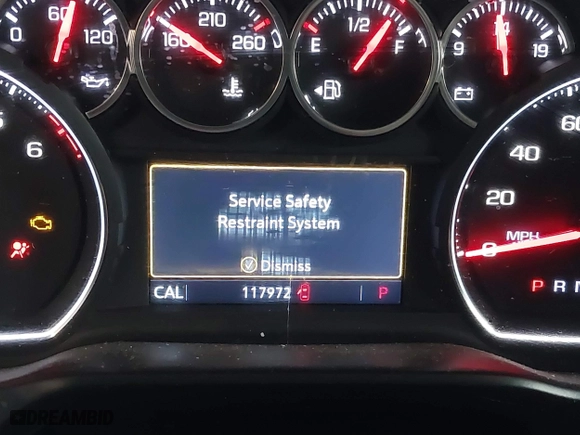 0 60 120
160 210 260
E 1/2 F
9 19
6
60
40
20
0
MPH
Service Safety
Restraint System
Dismiss
CAL 117972 P
P R N
DREAMBID